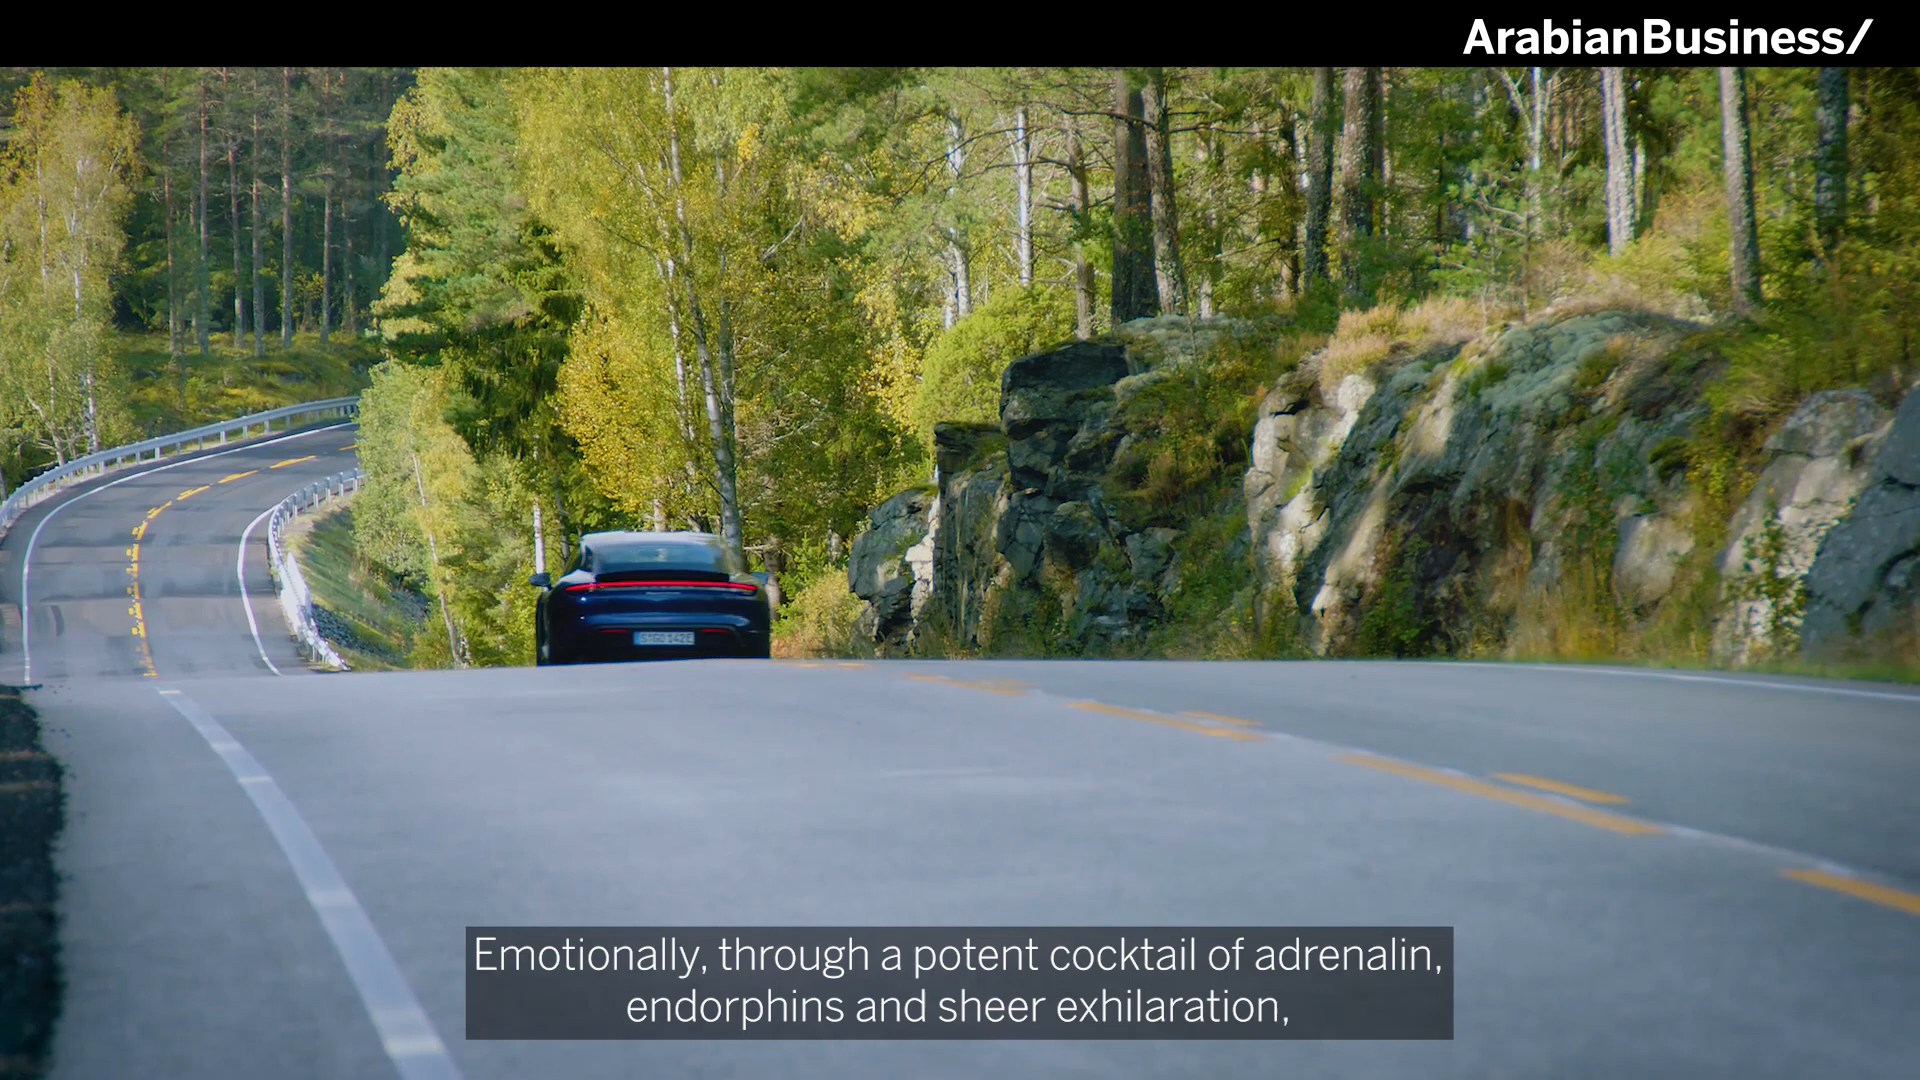 ArabianBusiness/
Emotionally, through a potent cocktail of adrenalin,
endorphins and sheer exhilaration,